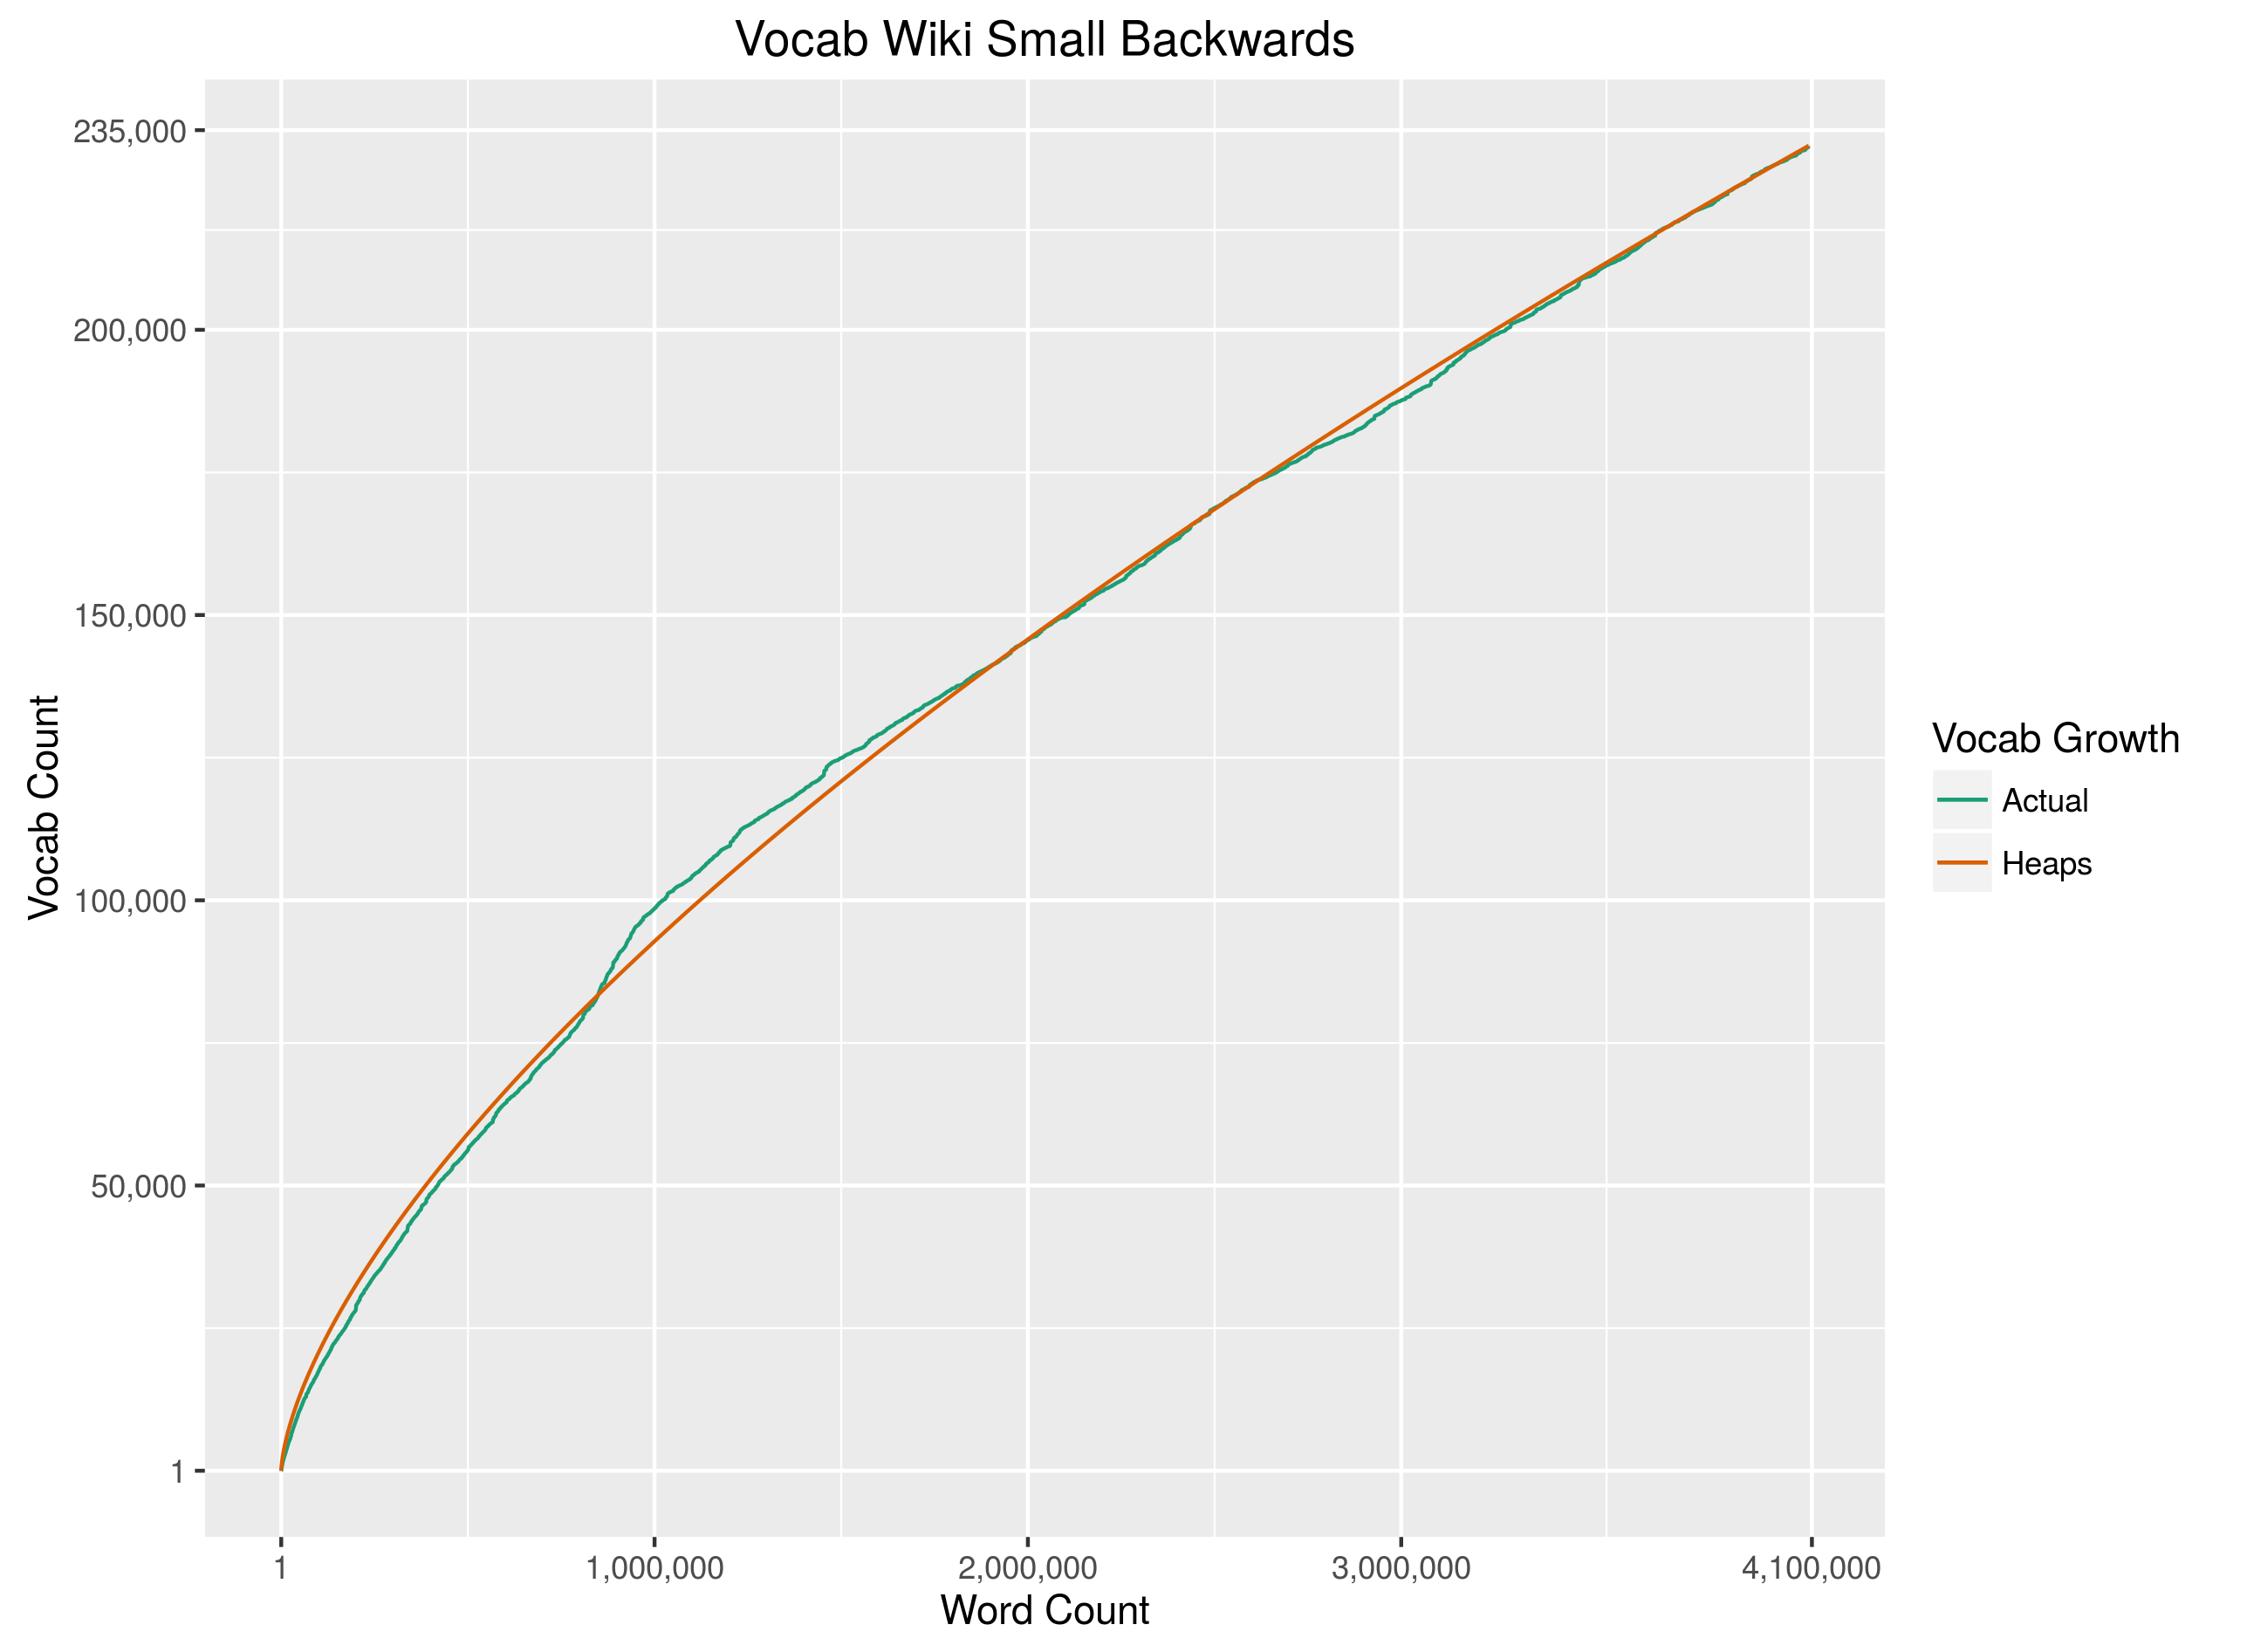 Vocab Wiki Small Backwards
235,000
200,000
150,000
100,000
50,000
1
Vocab Count
1
1,000,000
2,000,000
3,000,000
4,100,000
Word Count
Vocab Growth
Actual
Heaps